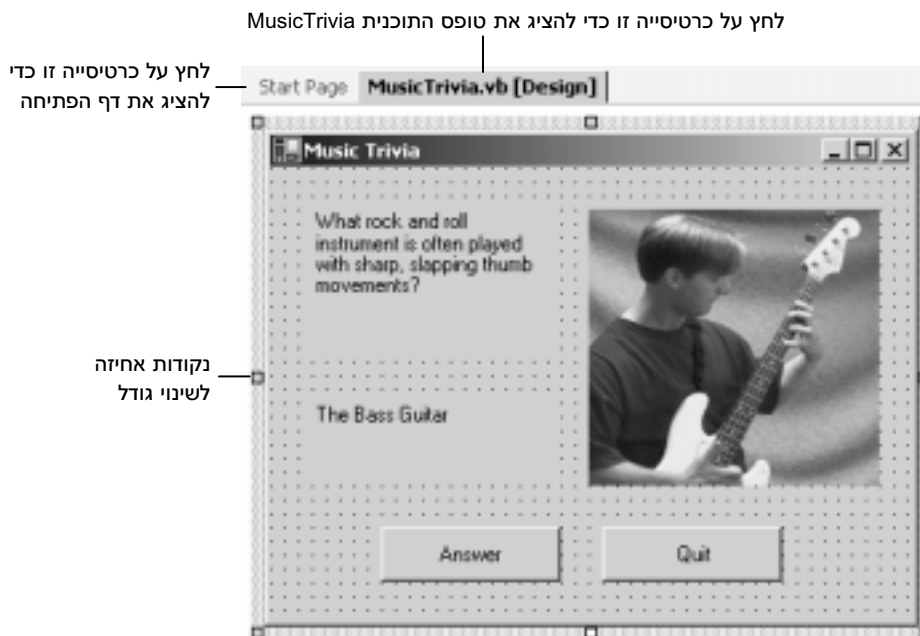 לחץ על כרטיסייה זו כדי להציג את טופס התוכנית MusicTrivia
לחץ על כרטיסייה זו כדי
להציג את דף הפתיחה
Start Page
MusicTrivia.vb [Design]
Music Trivia
What rock and roll
instrument is often played
with sharp, slapping thumb
movements?
נקודות אחיזה
לשינוי גודל
The Bass Guitar
Answer
Quit